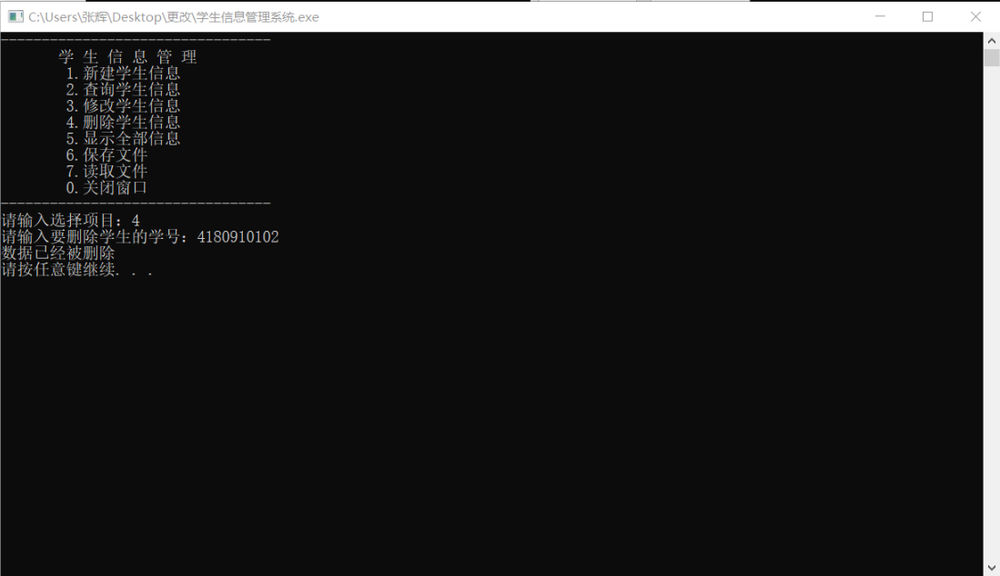 C:\Users\张辉\Desktop\更改\学生信息管理系统.exe
---------------------------------
学 生 信 息 管 理
1.新建学生信息
2.查询学生信息
3.修改学生信息
4.删除学生信息
5.显示全部信息
6.保存文件
7.读取文件
0.关闭窗口
---------------------------------
请输入选择项目：4
请输入要删除学生的学号：4180910102
数据已经被删除
请按任意键继续. . .